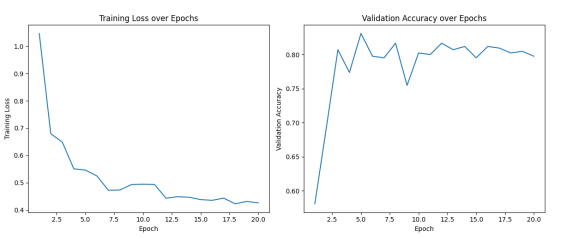 Training Loss over Epochs
1.0
0.9
0.8
0.7
0.6
0.5
0.4
Training Loss
2.5 5.0 7.5 10.0 12.5 15.0 17.5 20.0
Epoch
Validation Accuracy over Epochs
0.80
0.75
0.70
0.65
0.60
Validation Accuracy
2.5 5.0 7.5 10.0 12.5 15.0 17.5 20.0
Epoch